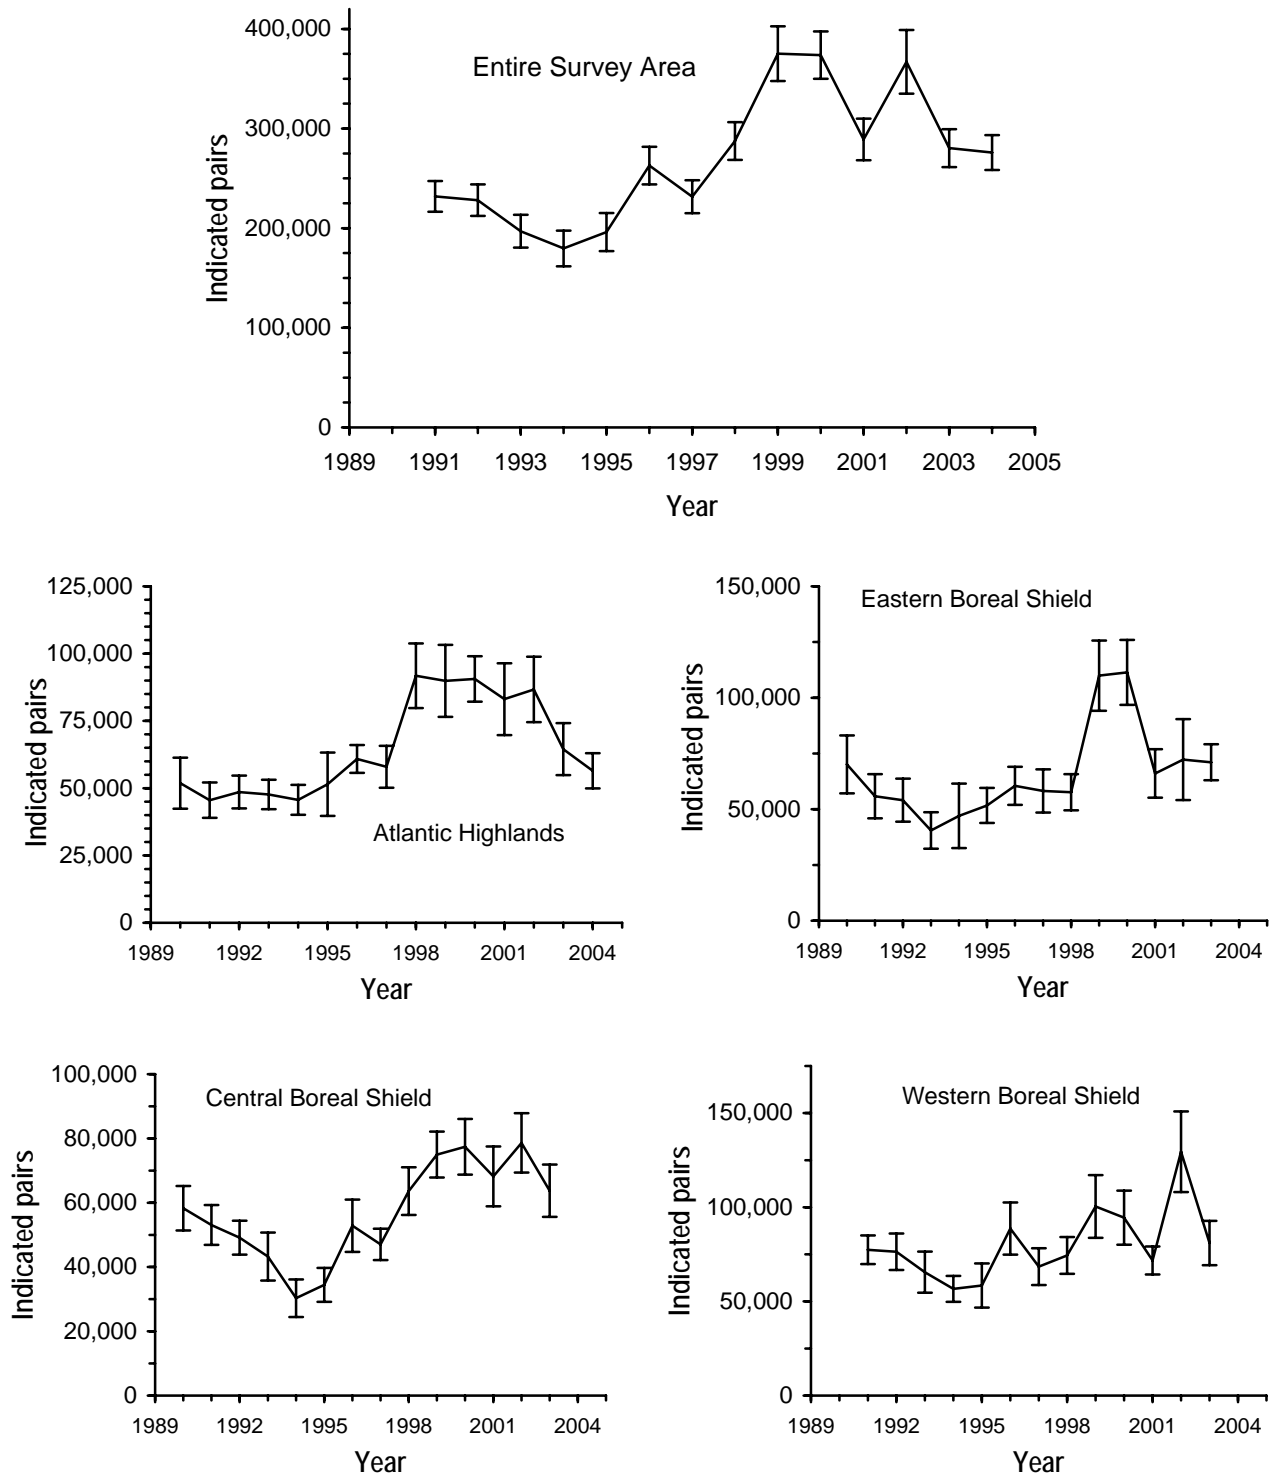 400,000
Entire Survey Area
300,000
200,000
100,000
0
Indicated pairs
1989 1991 1993 1995 1997 1999 2001 2003 2005
Year
125,000
100,000
75,000
50,000
25,000
0
Indicated pairs
Atlantic Highlands
1989 1992 1995 1998 2001 2004
Year
150,000
Eastern Boreal Shield
100,000
50,000
0
Indicated pairs
1989 1992 1995 1998 2001 2004
Year
100,000
Central Boreal Shield
80,000
60,000
40,000
20,000
0
Indicated pairs
1989 1992 1995 1998 2001 2004
Year
Western Boreal Shield
150,000
100,000
50,000
0
Indicated pairs
1989 1992 1995 1998 2001 2004
Year